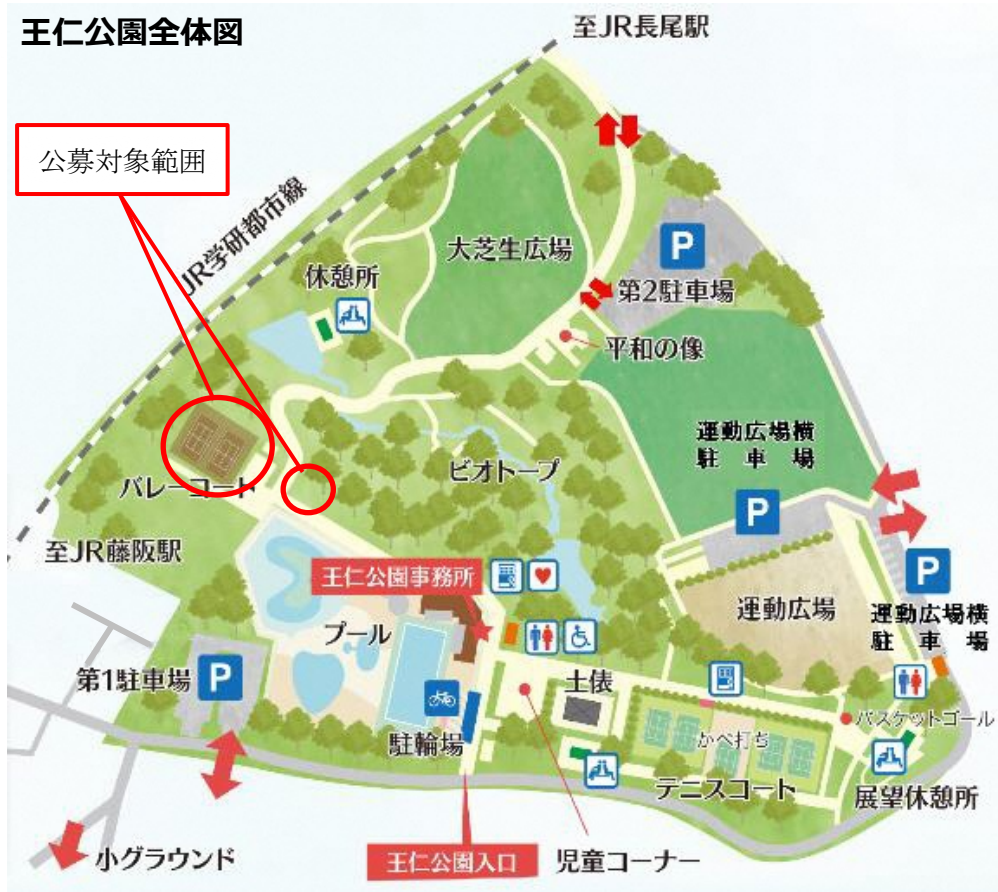 王仁公園全体図
至JR長尾駅
公募対象範囲
JR学研都市線
大芝生広場
休憩所
P
第2駐車場
平和の像
運動広場横
駐車場
バレーコート
ビオトープ
P
至JR藤阪駅
王仁公園事務所
P
運動広場
運動広場横
駐車場
プール
第1駐車場
P
土俵
バスケットゴール
駐輪場
かべ打ち
テニスコート
展望休憩所
小グラウンド
王仁公園入口
児童コーナー